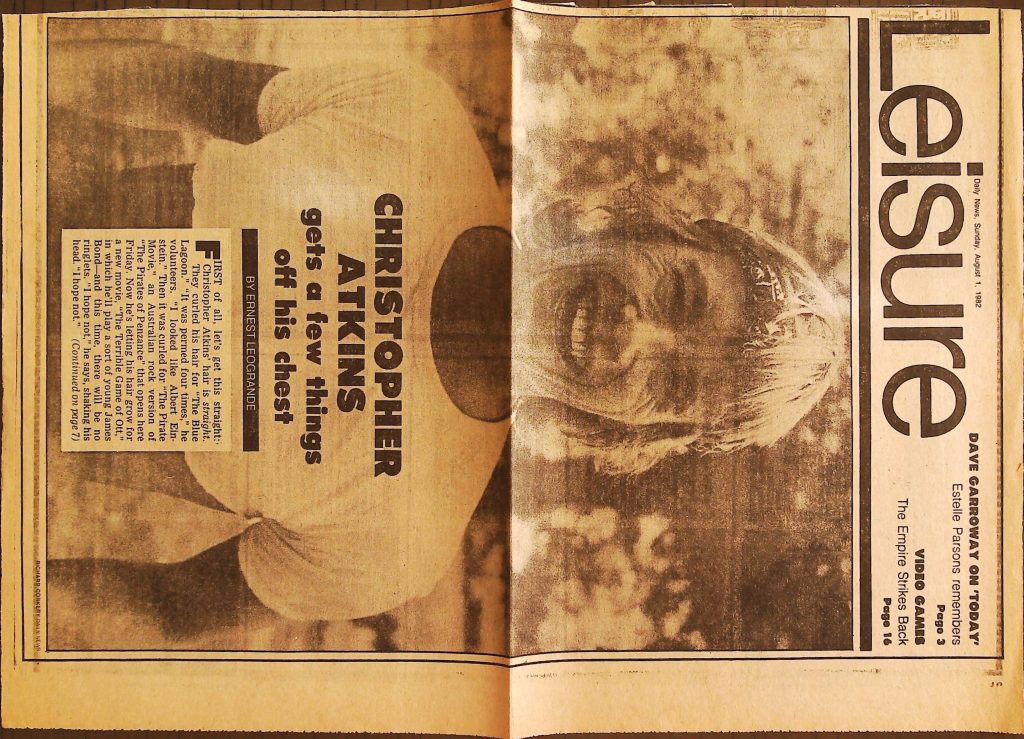 Leisure
Daily News, Sunday, August 1, 1982
DAVE GARROWAY ON 'TODAY'
Estelle Parsons remembers
Page 3
VIDEO GAMES
The Empire Strikes Back
Page 16
CHRISTOPHER
ATKINS
gets a few things
off his chest
BY ERNEST LEOGRANDE
FIRST of all, let's get this straight:
Christopher Atkins' hair is straight.
They curled his hair for "The Blue
Lagoon." "It was permed four times," he
volunteers. "I looked like Albert Ein-
stein." Then it was curled for "The Pirate
Movie," an Australian rock version of
"The Pirates of Penzance" that opens here
Friday. Now he's letting his hair grow for
a new movie, "The Terrible Game of Ott,"
in which he'll play a sort of young James
Bond—and this time, there will be no
ringlets. "I hope not," he says, shaking his
head. "I hope not." (Continued on page 7)
RICHARD CORKERY DAILY NEWS